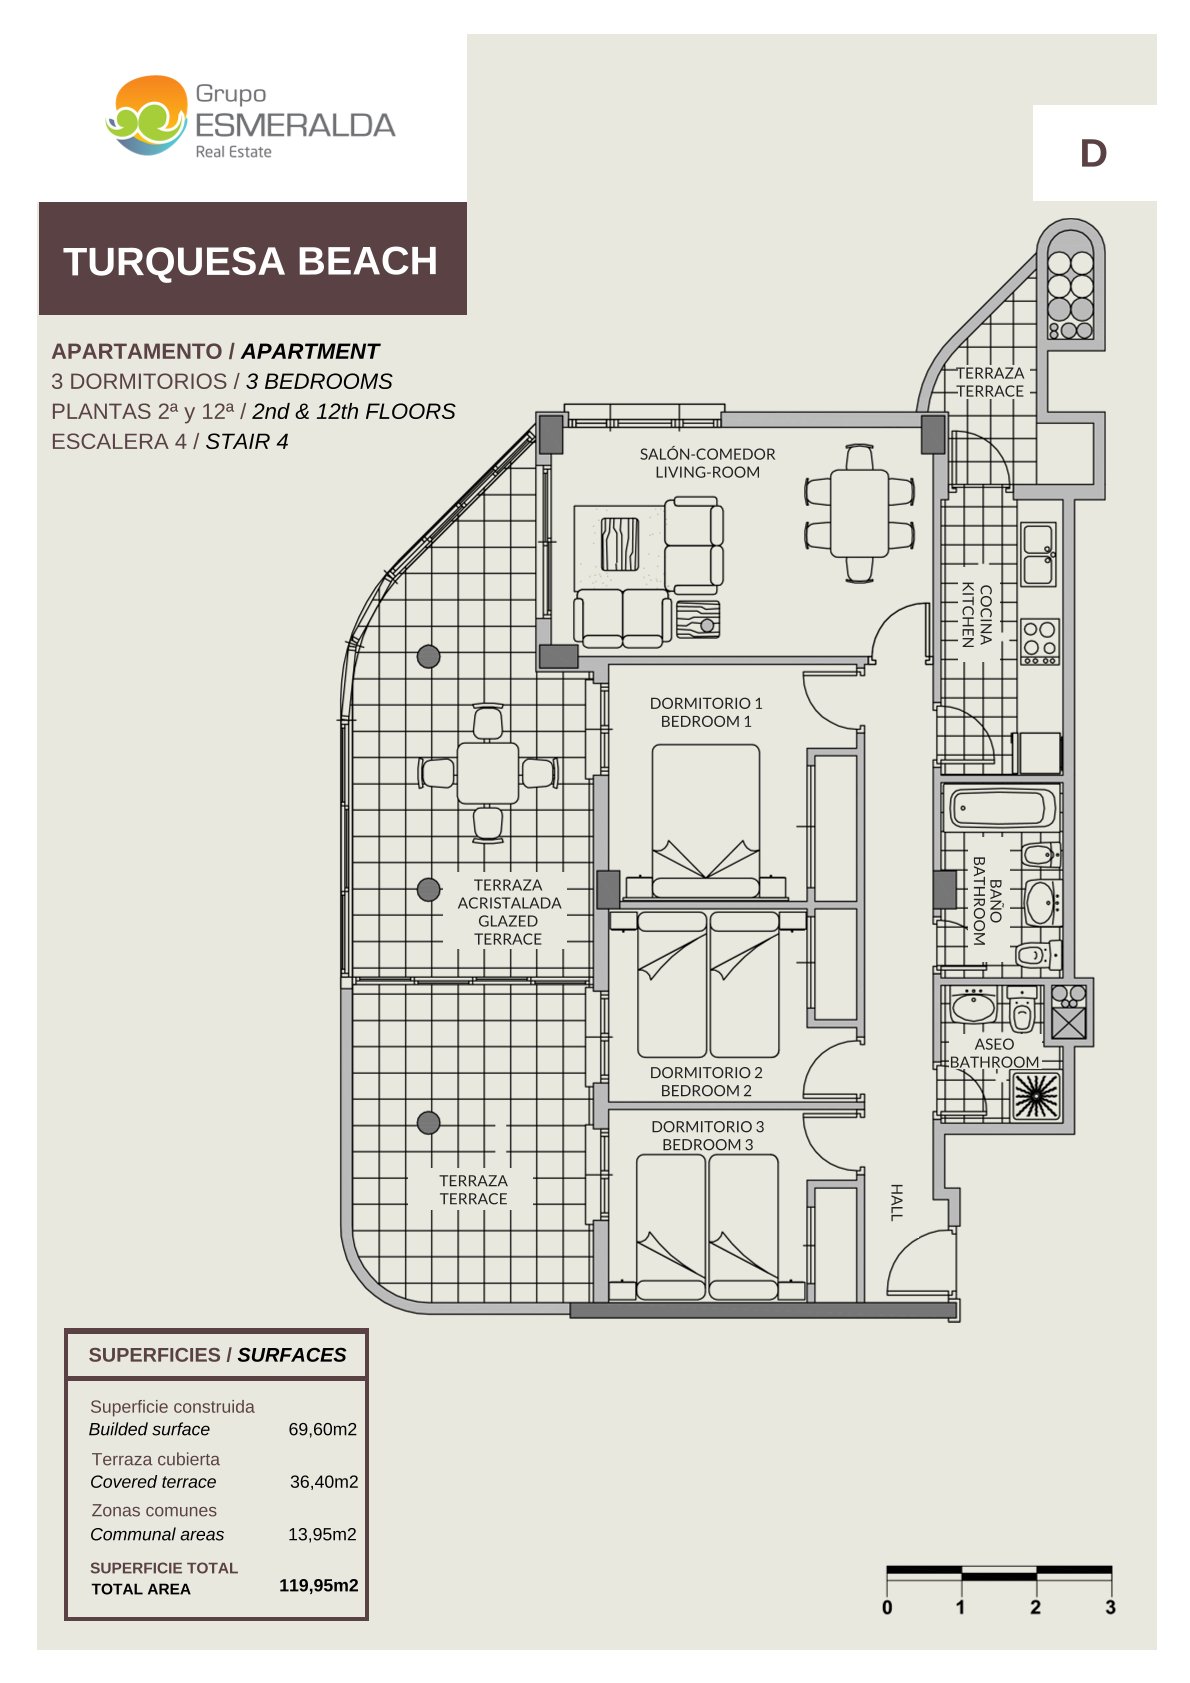 Grupo
ESMERALDA
Real Estate
D
TURQUESA BEACH
APARTAMENTO / APARTMENT
3 DORMITORIOS / 3 BEDROOMS
PLANTAS 2ª y 12ª / 2nd & 12th FLOORS
ESCALERA 4 / STAIR 4
TERRAZA
TERRACE
SALÓN-COMEDOR
LIVING-ROOM
COCINA
KITCHEN
DORMITORIO 1
BEDROOM 1
TERRAZA
ACRISTALADA
GLAZED
TERRACE
BAÑO
BATHROOM
DORMITORIO 2
BEDROOM 2
ASEO
BATHROOM
DORMITORIO 3
BEDROOM 3
TERRAZA
TERRACE
HALL
SUPERFICIES / SURFACES
Superficie construida
Builded surface 69,60m2
Terraza cubierta
Covered terrace 36,40m2
Zonas comunes
Communal areas 13,95m2
SUPERFICIE TOTAL
TOTAL AREA 119,95m2
0 1 2 3